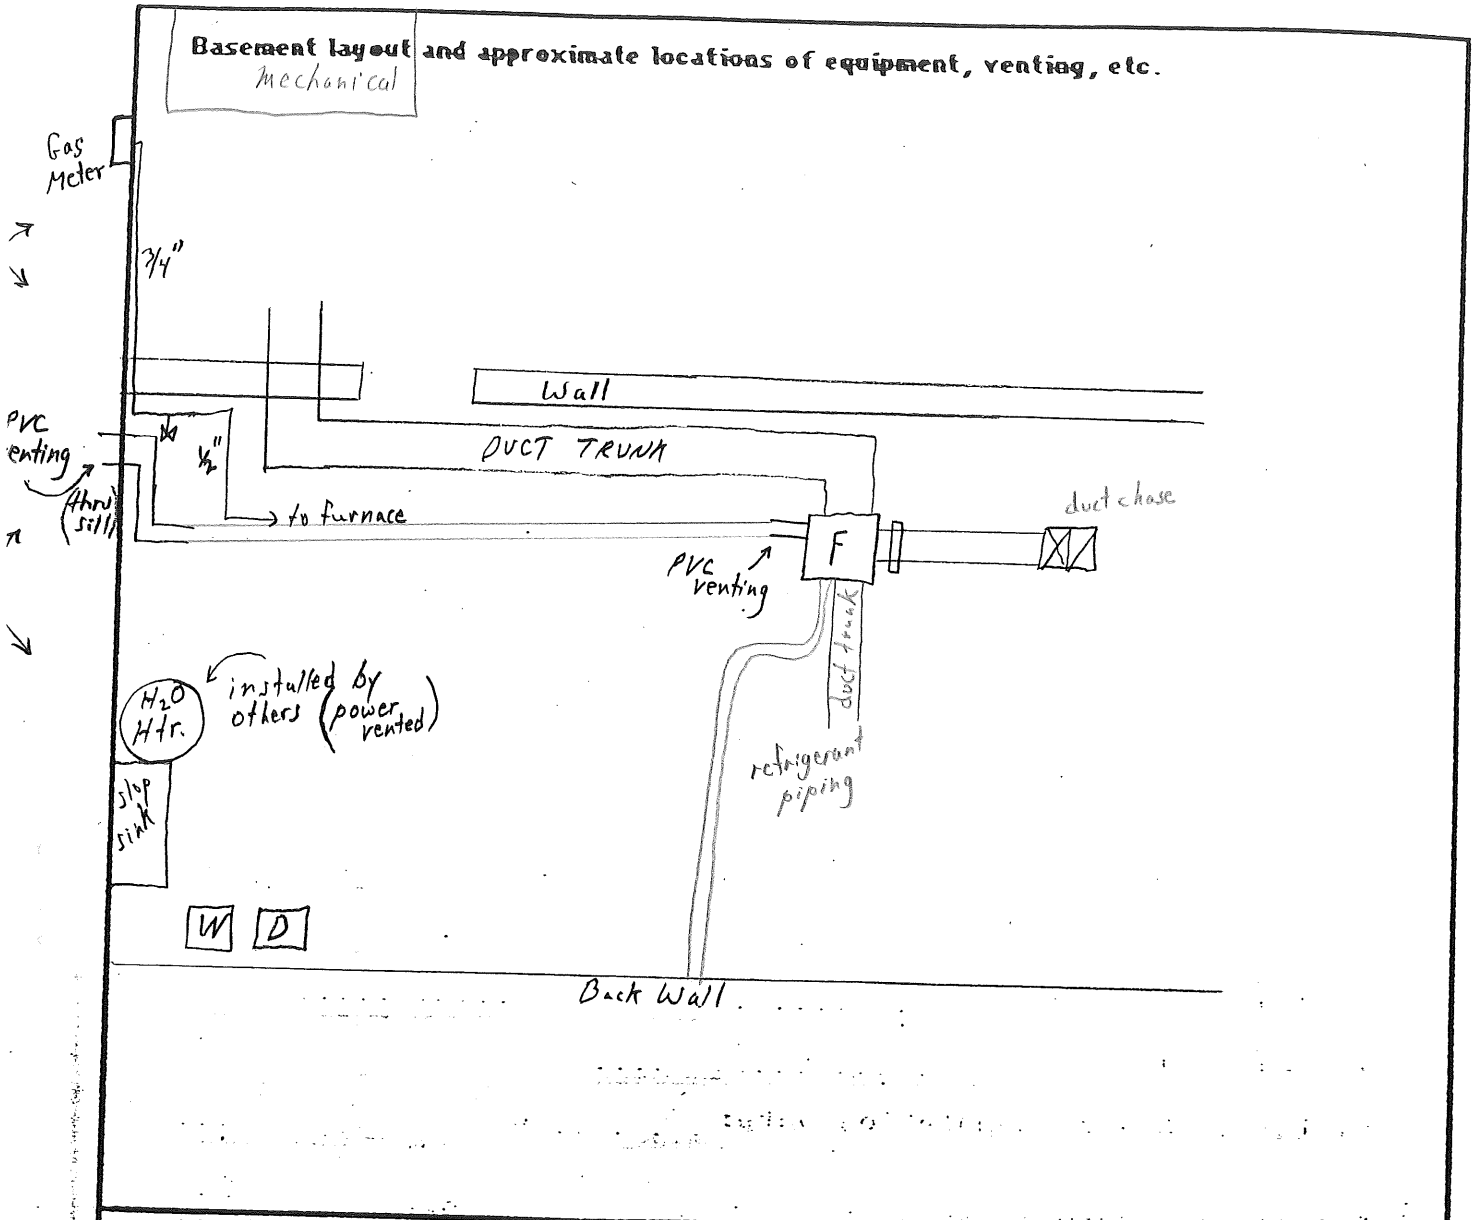 Basement layout and approximate locations of equipment, venting, etc.
Mechanical
Gas
Meter
3/4"
Wall
PVC
enting
(thru
sill)
1/2"
DUCT TRUNK
to furnace
duct chase
F
PVC
venting
duct trunk
H2O
Htr.
installed by
others (power
vented)
refrigerant
piping
slop
sink
W
D
Back Wall